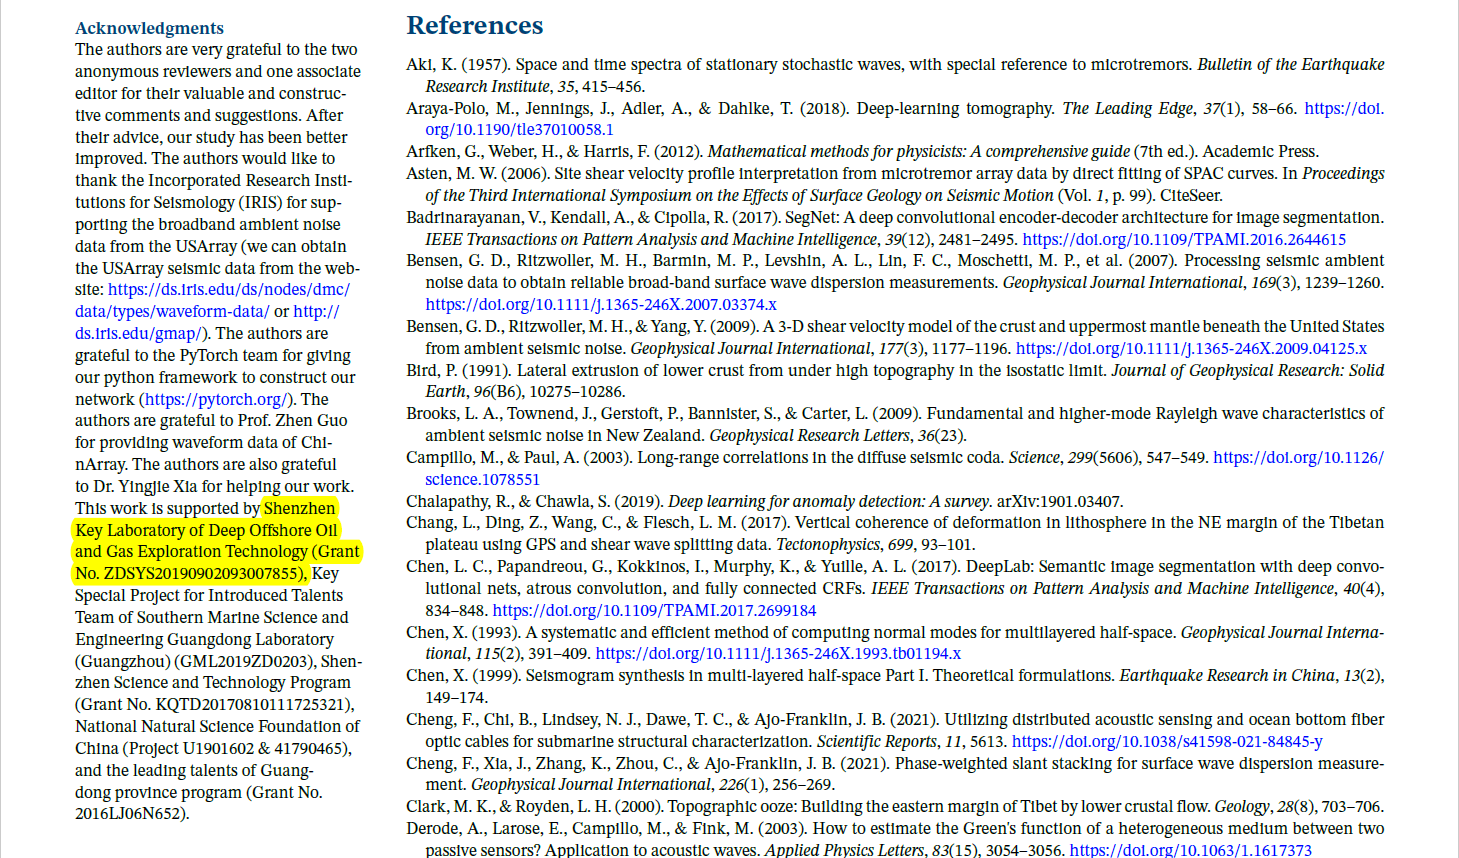 Acknowledgments
The authors are very grateful to the two
anonymous reviewers and one associate
editor for their valuable and construc-
tive comments and suggestions. After
their advice, our study has been better
improved. The authors would like to
thank the Incorporated Research Insti-
tutions for Seismology (IRIS) for sup-
porting the broadband ambient noise
data from the USArray (we can obtain
the USArray seismic data from the web-
site: https://ds.iris.edu/ds/nodes/dmc/
data/types/waveform-data/ or http://
ds.iris.edu/gmap/). The authors are
grateful to the PyTorch team for giving
our python framework to construct our
network (https://pytorch.org/). The
authors are grateful to Prof. Zhen Guo
for providing waveform data of Chi-
nArray. The authors are also grateful
to Dr. Yingjie Xia for helping our work.
This work is supported by Shenzhen
Key Laboratory of Deep Offshore Oil
and Gas Exploration Technology (Grant
No. ZDSYS20190902093007855), Key
Special Project for Introduced Talents
Team of Southern Marine Science and
Engineering Guangdong Laboratory
(Guangzhou) (GML2019ZD0203), Shen-
zhen Science and Technology Program
(Grant No. KQTD20170810111725321),
National Natural Science Foundation of
China (Project U1901602 & 41790465),
and the leading talents of Guang-
dong province program (Grant No.
2016LJ06N652).
References
Aki, K. (1957). Space and time spectra of stationary stochastic waves, with special reference to microtremors. Bulletin of the Earthquake
Research Institute, 35, 415–456.
Araya-Polo, M., Jennings, J., Adler, A., & Dahlke, T. (2018). Deep-learning tomography. The Leading Edge, 37(1), 58–66. https://doi.
org/10.1190/tle37010058.1
Arfken, G., Weber, H., & Harris, F. (2012). Mathematical methods for physicists: A comprehensive guide (7th ed.). Academic Press.
Asten, M. W. (2006). Site shear velocity profile interpretation from microtremor array data by direct fitting of SPAC curves. In Proceedings
of the Third International Symposium on the Effects of Surface Geology on Seismic Motion (Vol. 1, p. 99). CiteSeer.
Badrinarayanan, V., Kendall, A., & Cipolla, R. (2017). SegNet: A deep convolutional encoder-decoder architecture for image segmentation.
IEEE Transactions on Pattern Analysis and Machine Intelligence, 39(12), 2481–2495. https://doi.org/10.1109/TPAMI.2016.2644615
Bensen, G. D., Ritzwoller, M. H., Barmin, M. P., Levshin, A. L., Lin, F. C., Moschetti, M. P., et al. (2007). Processing seismic ambient
noise data to obtain reliable broad-band surface wave dispersion measurements. Geophysical Journal International, 169(3), 1239–1260.
https://doi.org/10.1111/j.1365-246X.2007.03374.x
Bensen, G. D., Ritzwoller, M. H., & Yang, Y. (2009). A 3-D shear velocity model of the crust and uppermost mantle beneath the United States
from ambient seismic noise. Geophysical Journal International, 177(3), 1177–1196. https://doi.org/10.1111/j.1365-246X.2009.04125.x
Bird, P. (1991). Lateral extrusion of lower crust from under high topography in the isostatic limit. Journal of Geophysical Research: Solid
Earth, 96(B6), 10275–10286.
Brooks, L. A., Townend, J., Gerstoft, P., Bannister, S., & Carter, L. (2009). Fundamental and higher-mode Rayleigh wave characteristics of
ambient seismic noise in New Zealand. Geophysical Research Letters, 36(23).
Campillo, M., & Paul, A. (2003). Long-range correlations in the diffuse seismic coda. Science, 299(5606), 547–549. https://doi.org/10.1126/
science.1078551
Chalapathy, R., & Chawla, S. (2019). Deep learning for anomaly detection: A survey. arXiv:1901.03407.
Chang, L., Ding, Z., Wang, C., & Flesch, L. M. (2017). Vertical coherence of deformation in lithosphere in the NE margin of the Tibetan
plateau using GPS and shear wave splitting data. Tectonophysics, 699, 93–101.
Chen, L. C., Papandreou, G., Kokkinos, I., Murphy, K., & Yuille, A. L. (2017). DeepLab: Semantic image segmentation with deep convo-
lutional nets, atrous convolution, and fully connected CRFs. IEEE Transactions on Pattern Analysis and Machine Intelligence, 40(4),
834–848. https://doi.org/10.1109/TPAMI.2017.2699184
Chen, X. (1993). A systematic and efficient method of computing normal modes for multilayered half-space. Geophysical Journal Interna-
tional, 115(2), 391–409. https://doi.org/10.1111/j.1365-246X.1993.tb01194.x
Chen, X. (1999). Seismogram synthesis in multi-layered half-space Part I. Theoretical formulations. Earthquake Research in China, 13(2),
149–174.
Cheng, F., Chi, B., Lindsey, N. J., Dawe, T. C., & Ajo-Franklin, J. B. (2021). Utilizing distributed acoustic sensing and ocean bottom fiber
optic cables for submarine structural characterization. Scientific Reports, 11, 5613. https://doi.org/10.1038/s41598-021-84845-y
Cheng, F., Xia, J., Zhang, K., Zhou, C., & Ajo-Franklin, J. B. (2021). Phase-weighted slant stacking for surface wave dispersion measure-
ment. Geophysical Journal International, 226(1), 256–269.
Clark, M. K., & Royden, L. H. (2000). Topographic ooze: Building the eastern margin of Tibet by lower crustal flow. Geology, 28(8), 703–706.
Derode, A., Larose, E., Campillo, M., & Fink, M. (2003). How to estimate the Green's function of a heterogeneous medium between two
passive sensors? Application to acoustic waves. Applied Physics Letters, 83(15), 3054–3056. https://doi.org/10.1063/1.1617373